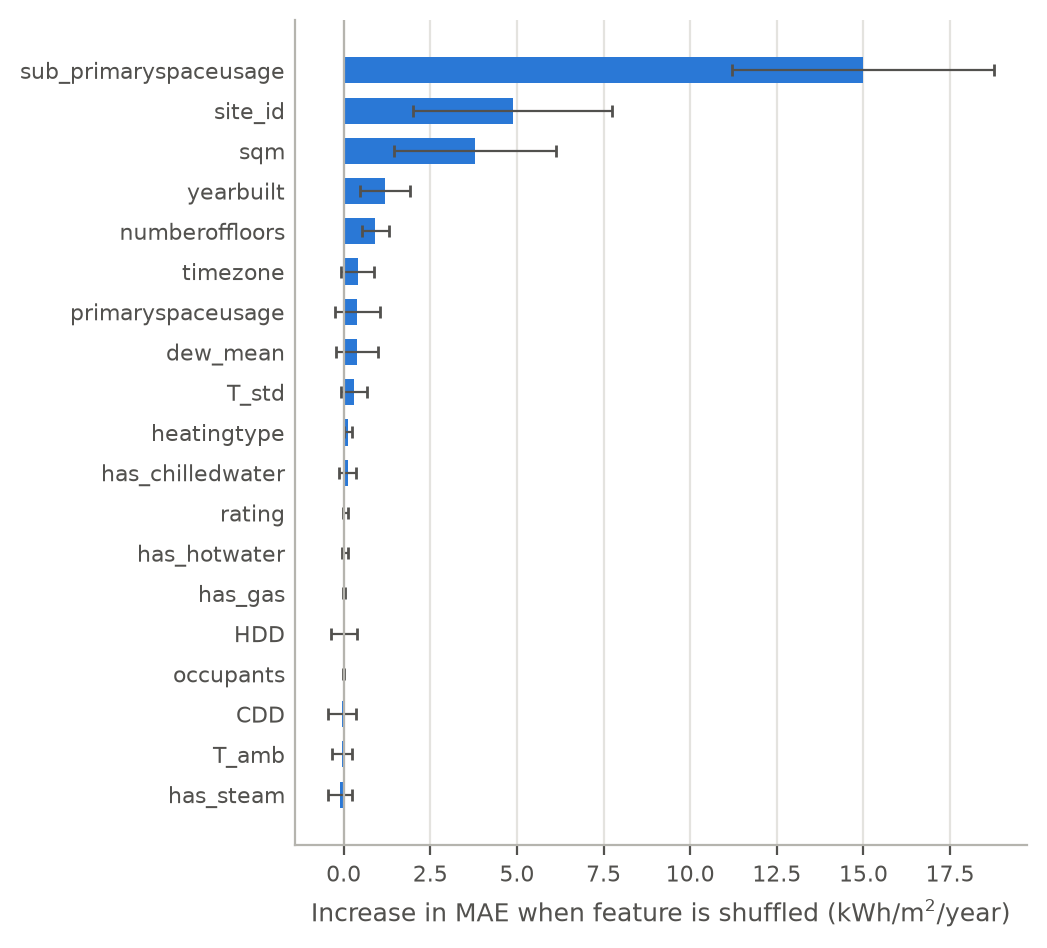 sub_primaryspaceusage
site_id
sqm
yearbuilt
numberoffloors
timezone
primaryspaceusage
dew_mean
T_std
heatingtype
has_chilledwater
rating
has_hotwater
has_gas
HDD
occupants
CDD
T_amb
has_steam
0.0 2.5 5.0 7.5 10.0 12.5 15.0 17.5
Increase in MAE when feature is shuffled (kWh/m²/year)